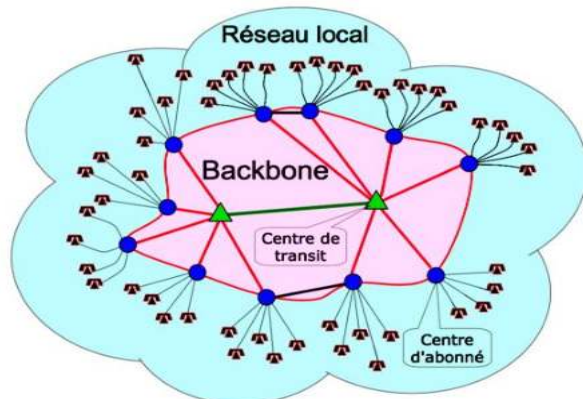 Réseau local
Backbone
Centre de
transit
Centre
d'abonné